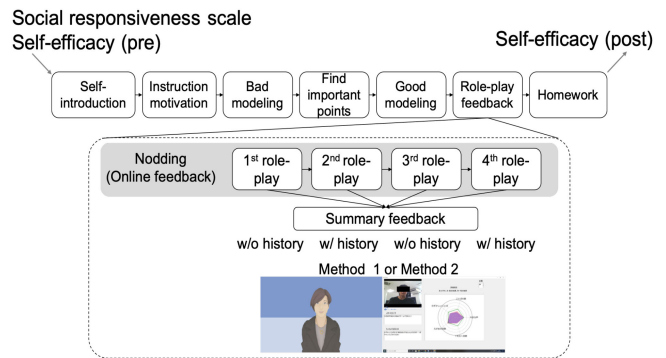 Social responsiveness scale
Self-efficacy (pre)
Self-efficacy (post)
Self-
introduction
Instruction
motivation
Bad
modeling
Find
important
points
Good
modeling
Role-play
feedback
Homework
Nodding
(Online feedback)
1st role-
play
2nd role-
play
3rd role-
play
4th role-
play
Summary feedback
w/o history
w/ history
w/o history
w/ history
Method 1 or Method 2